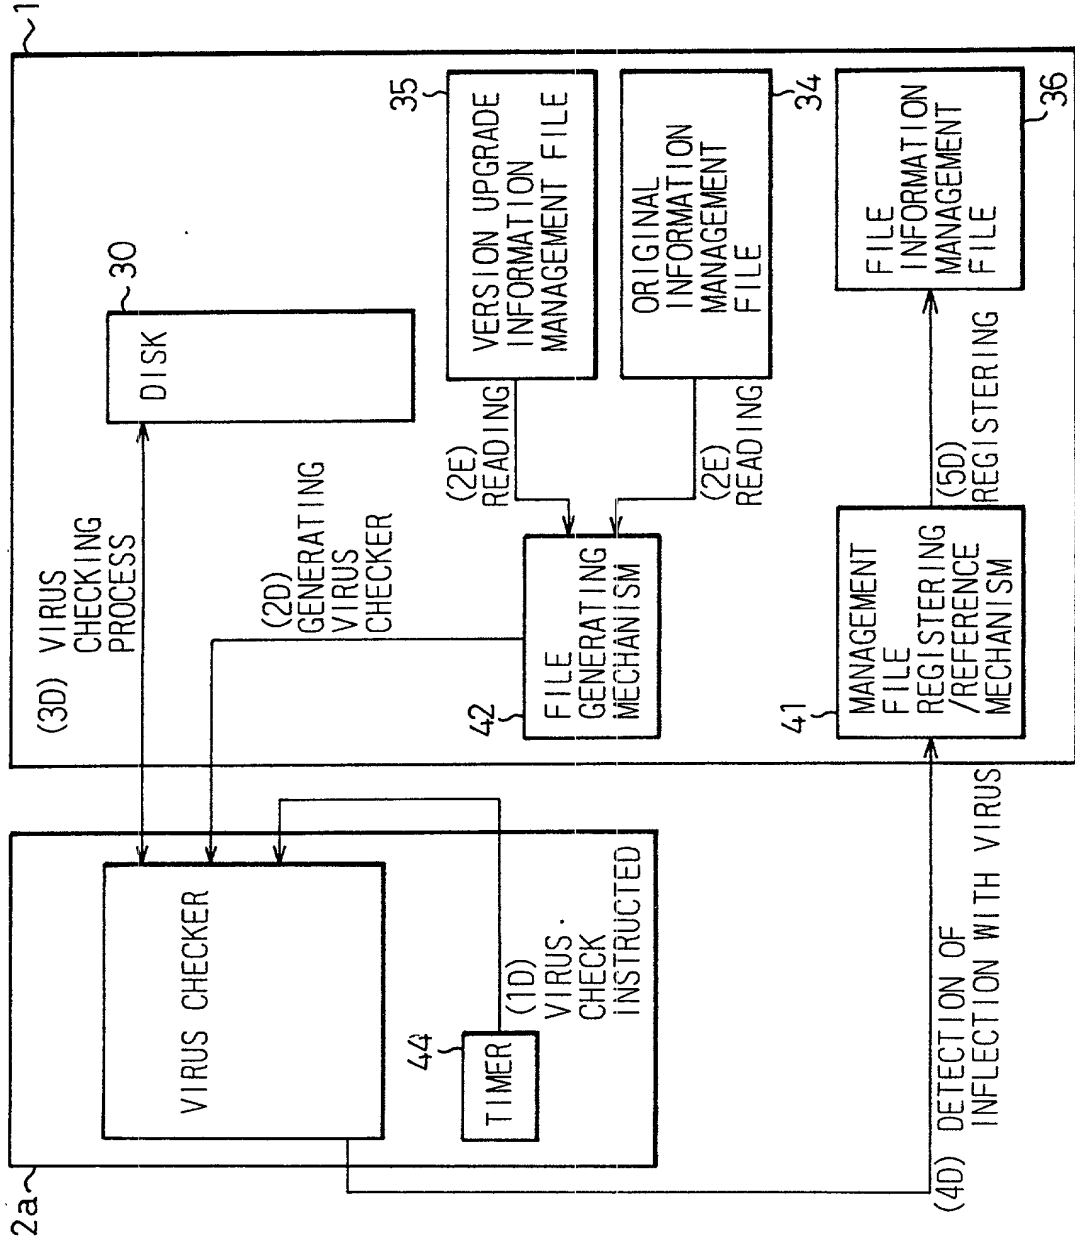 2a
VIRUS CHECKER
44
TIMER
(1D)
VIRUS
CHECK
INSTRUCTED
(3D) VIRUS
CHECKING
PROCESS
(2D)
GENERATING
VIRUS
CHECKER
30
DISK
1
42
FILE
GENERATING
MECHANISM
(2E)
READING
(2E)
READING
35
VERSION UPGRADE
INFORMATION
MANAGEMENT FILE
ORIGINAL
INFORMATION
MANAGEMENT
FILE
34
41
MANAGEMENT
FILE
REGISTERING
/REFERENCE
MECHANISM
(5D)
REGISTERING
FILE
INFORMATION
MANAGEMENT
FILE
36
(4D) DETECTION OF
INFLECTION WITH VIRUS